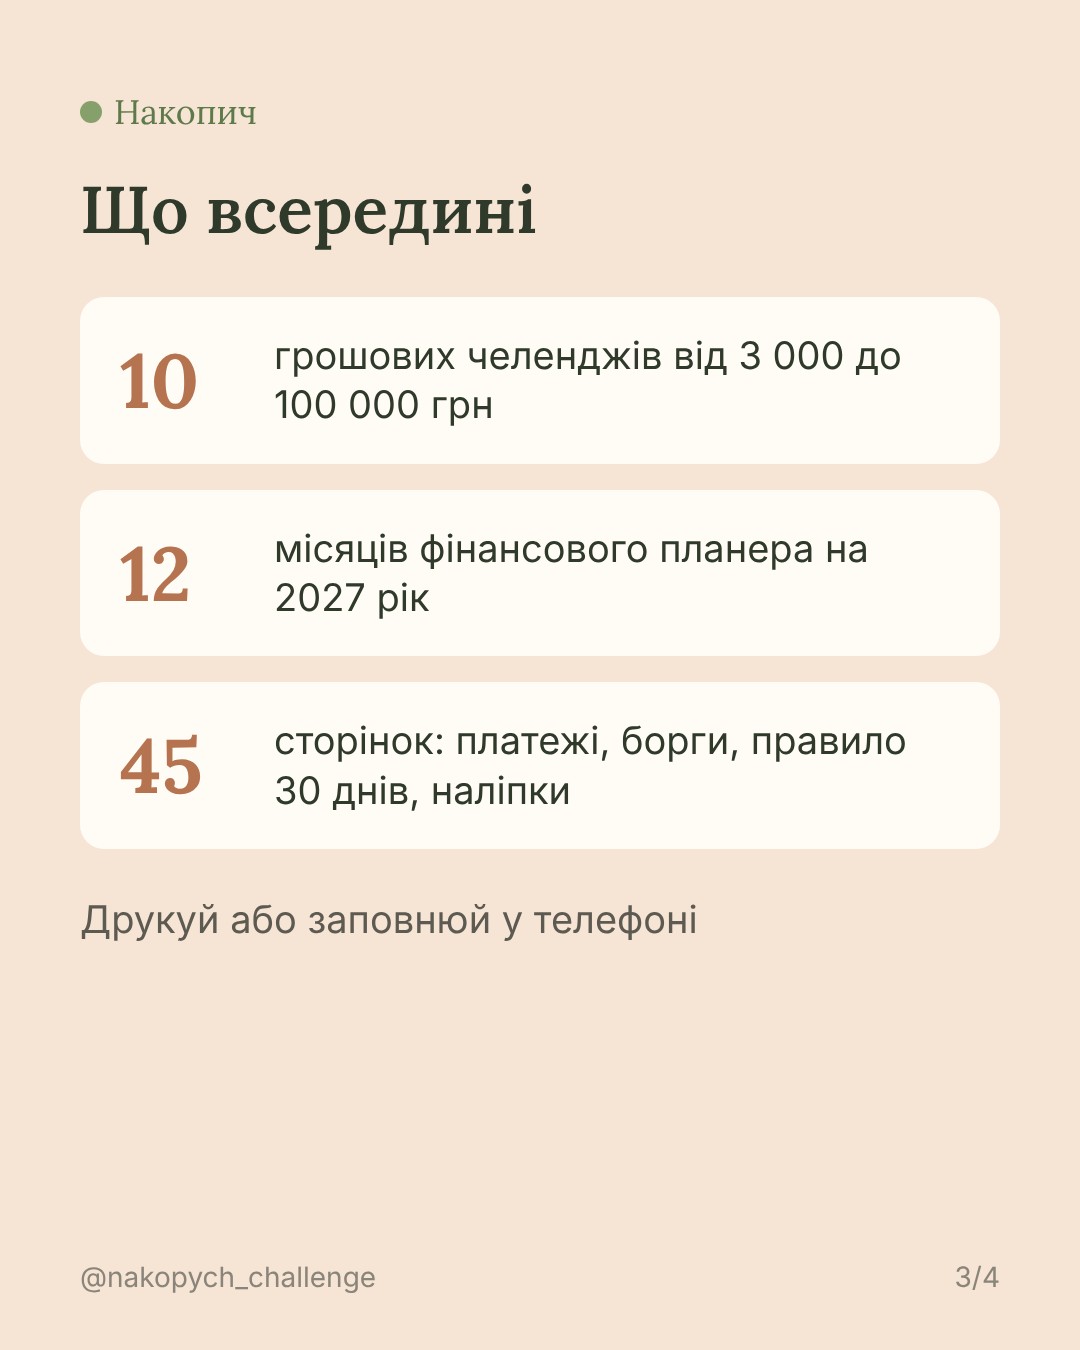 Накопич
Що всередині
10
грошових челенджів від 3 000 до
100 000 грн
12
місяців фінансового планера на
2027 рік
45
сторінок: платежі, борги, правило
30 днів, наліпки
Друкуй або заповнюй у телефоні
@nakopych_challenge
3/4